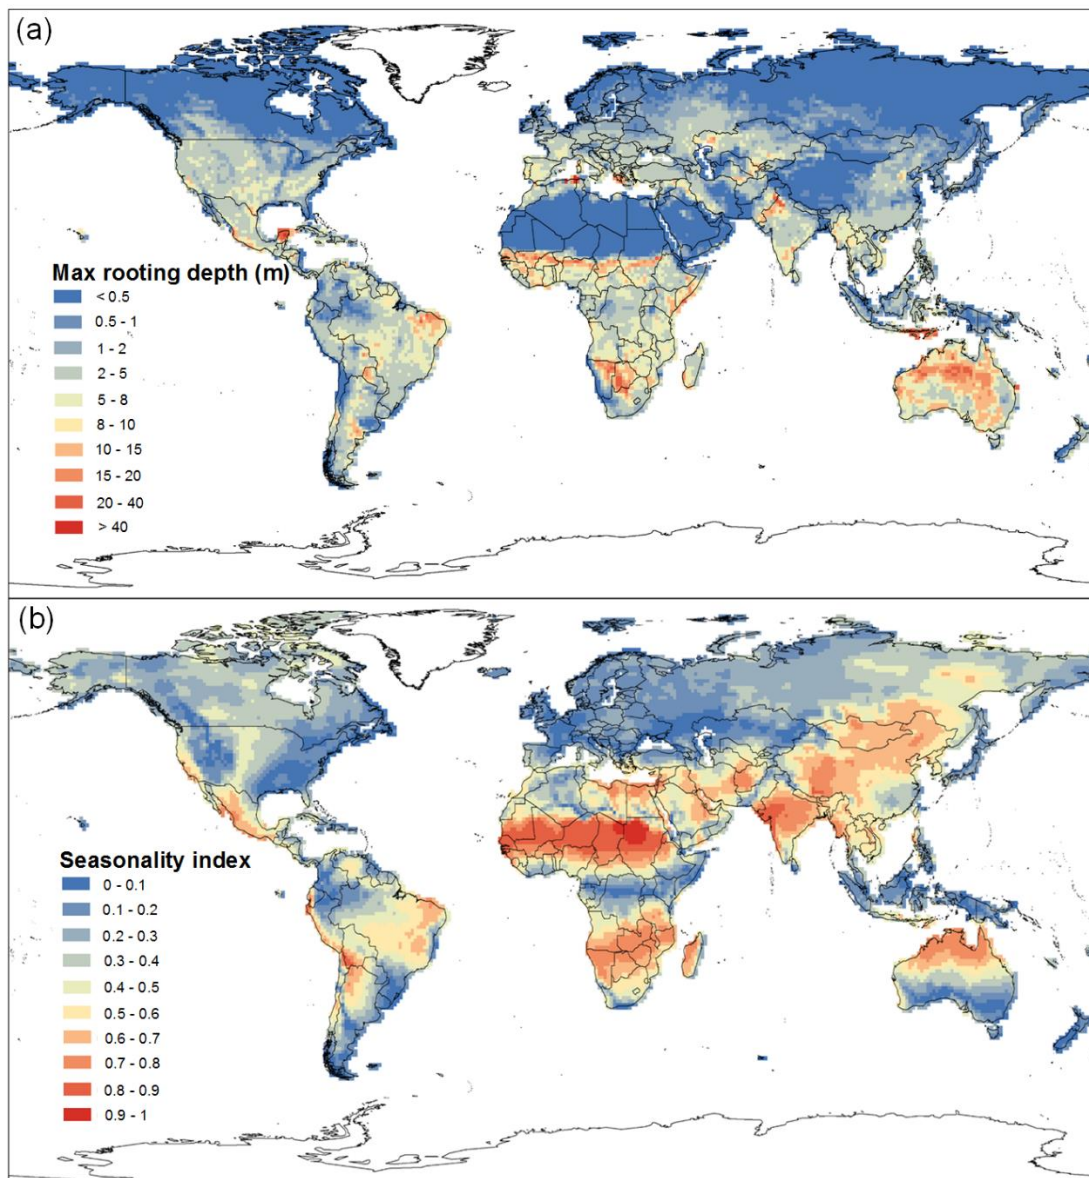 (a)
Max rooting depth (m)
< 0.5
0.5 - 1
1 - 2
2 - 5
5 - 8
8 - 10
10 - 15
15 - 20
20 - 40
> 40
(b)
Seasonality index
0 - 0.1
0.1 - 0.2
0.2 - 0.3
0.3 - 0.4
0.4 - 0.5
0.5 - 0.6
0.6 - 0.7
0.7 - 0.8
0.8 - 0.9
0.9 - 1